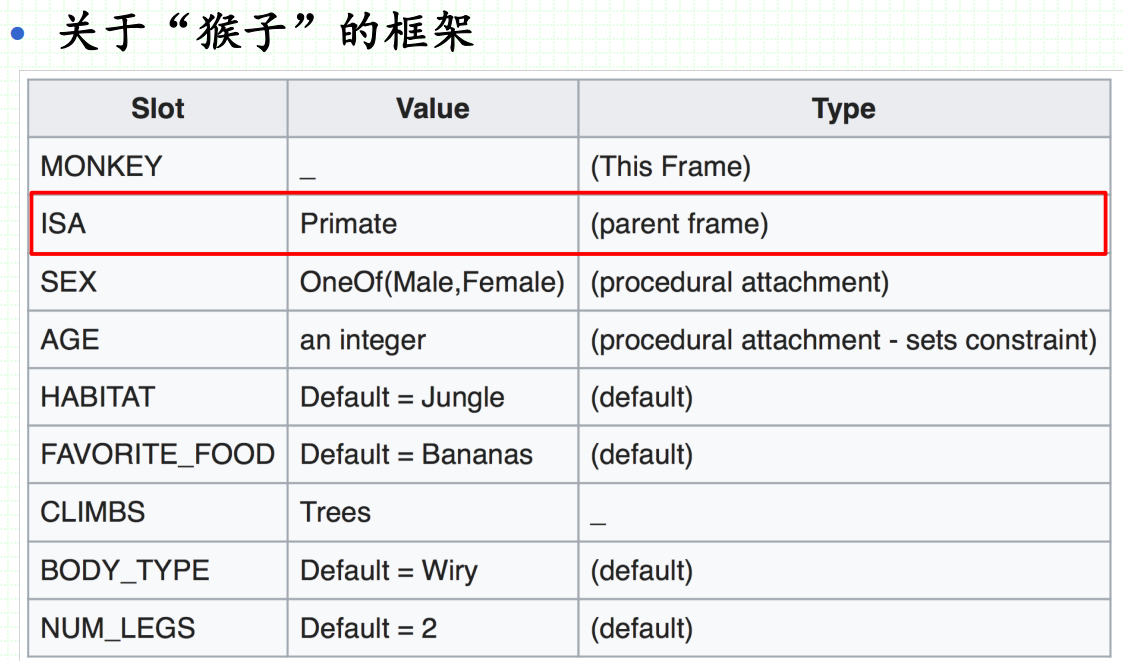 • 关于“猴子”的框架
Slot Value Type
MONKEY _ (This Frame)
ISA Primate (parent frame)
SEX OneOf(Male,Female) (procedural attachment)
AGE an integer (procedural attachment - sets constraint)
HABITAT Default = Jungle (default)
FAVORITE_FOOD Default = Bananas (default)
CLIMBS Trees _
BODY_TYPE Default = Wiry (default)
NUM_LEGS Default = 2 (default)